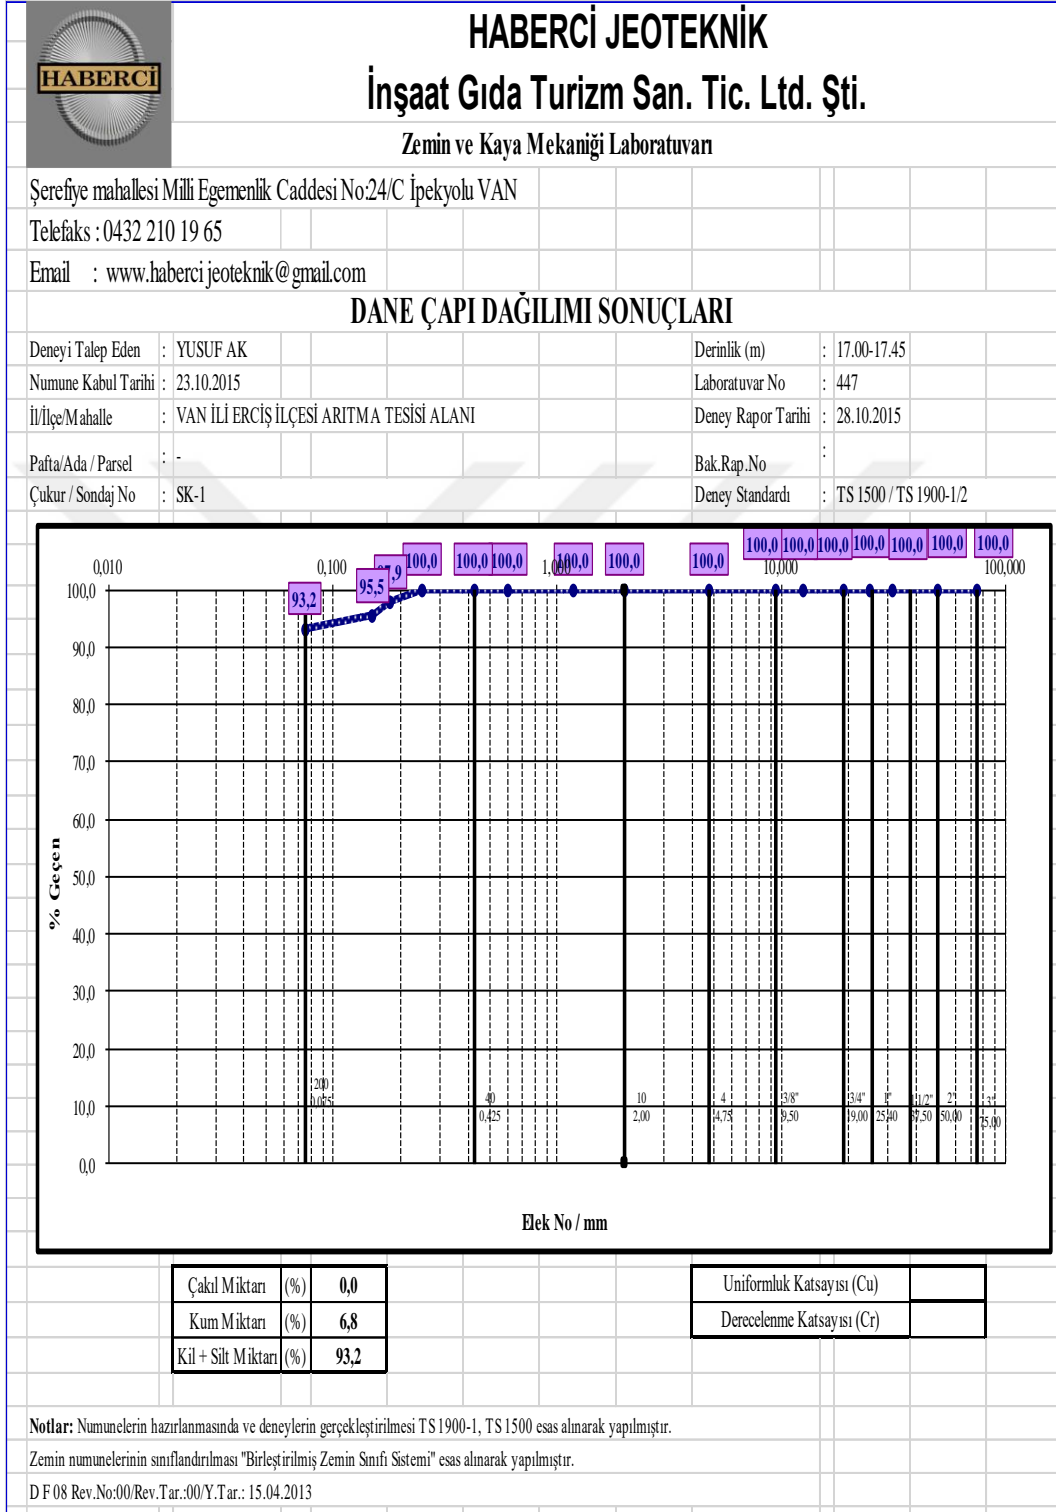 HABERCİ JEOTEKNİK
HABERCİ
İnşaat Gıda Turizm San. Tic. Ltd. Şti.
Zemin ve Kaya Mekaniği Laboratuvarı
Şerefiye mahallesi Milli Egemenlik Caddesi No:24/C İpekyolu VAN
Telefaks : 0432 210 19 65
Email : www.haberci jeoteknik@gmail.com
DANE ÇAPI DAĞILIMI SONUÇLARI
Deneyi Talep Eden : YUSUF AK Derinlik (m) : 17.00-17.45
Numune Kabul Tarihi : 23.10.2015 Laboratuvar No : 447
İl/İlçe/Mahalle : VAN İLİ ERCİŞ İLÇESİ ARITMA TESİSİ ALANI Deney Rapor Tarihi : 28.10.2015
Pafta/Ada / Parsel : - Bak.Rap.No :
Çukur / Sondaj No : SK-1 Deney Standardı : TS 1500 / TS 1900-1/2
93,2 95,5 100,0 100,0 100,0 100,0 100,0 100,0 100,0 100,0 100,0 100,0 100,0 100,0 100,0
0,010 0,100 10,000 100,000
100,0
90,0
80,0
70,0
60,0
50,0
40,0
30,0
20,0
10,0
0,0
% Geçen
200 40 10 4 3/8" 3/4" 1" 1 1/2" 2" 3"
0,075 0,425 2,00 4,75 9,50 19,00 25,40 37,50 50,00 75,00
Elek No / mm
Çakıl Miktarı (%) 0,0 Uniformluk Katsayısı (Cu)
Kum Miktarı (%) 6,8 Derecelenme Katsayısı (Cr)
Kil + Silt Miktarı (%) 93,2
Notlar: Numunelerin hazırlanmasında ve deneylerin gerçekleştirilmesi TS 1900-1, TS 1500 esas alınarak yapılmıştır.
Zemin numunelerinin sınıflandırılması "Birleştirilmiş Zemin Sınıfı Sistemi" esas alınarak yapılmıştır.
D F 08 Rev.No:00/Rev.Tar.:00/Y.Tar.: 15.04.2013